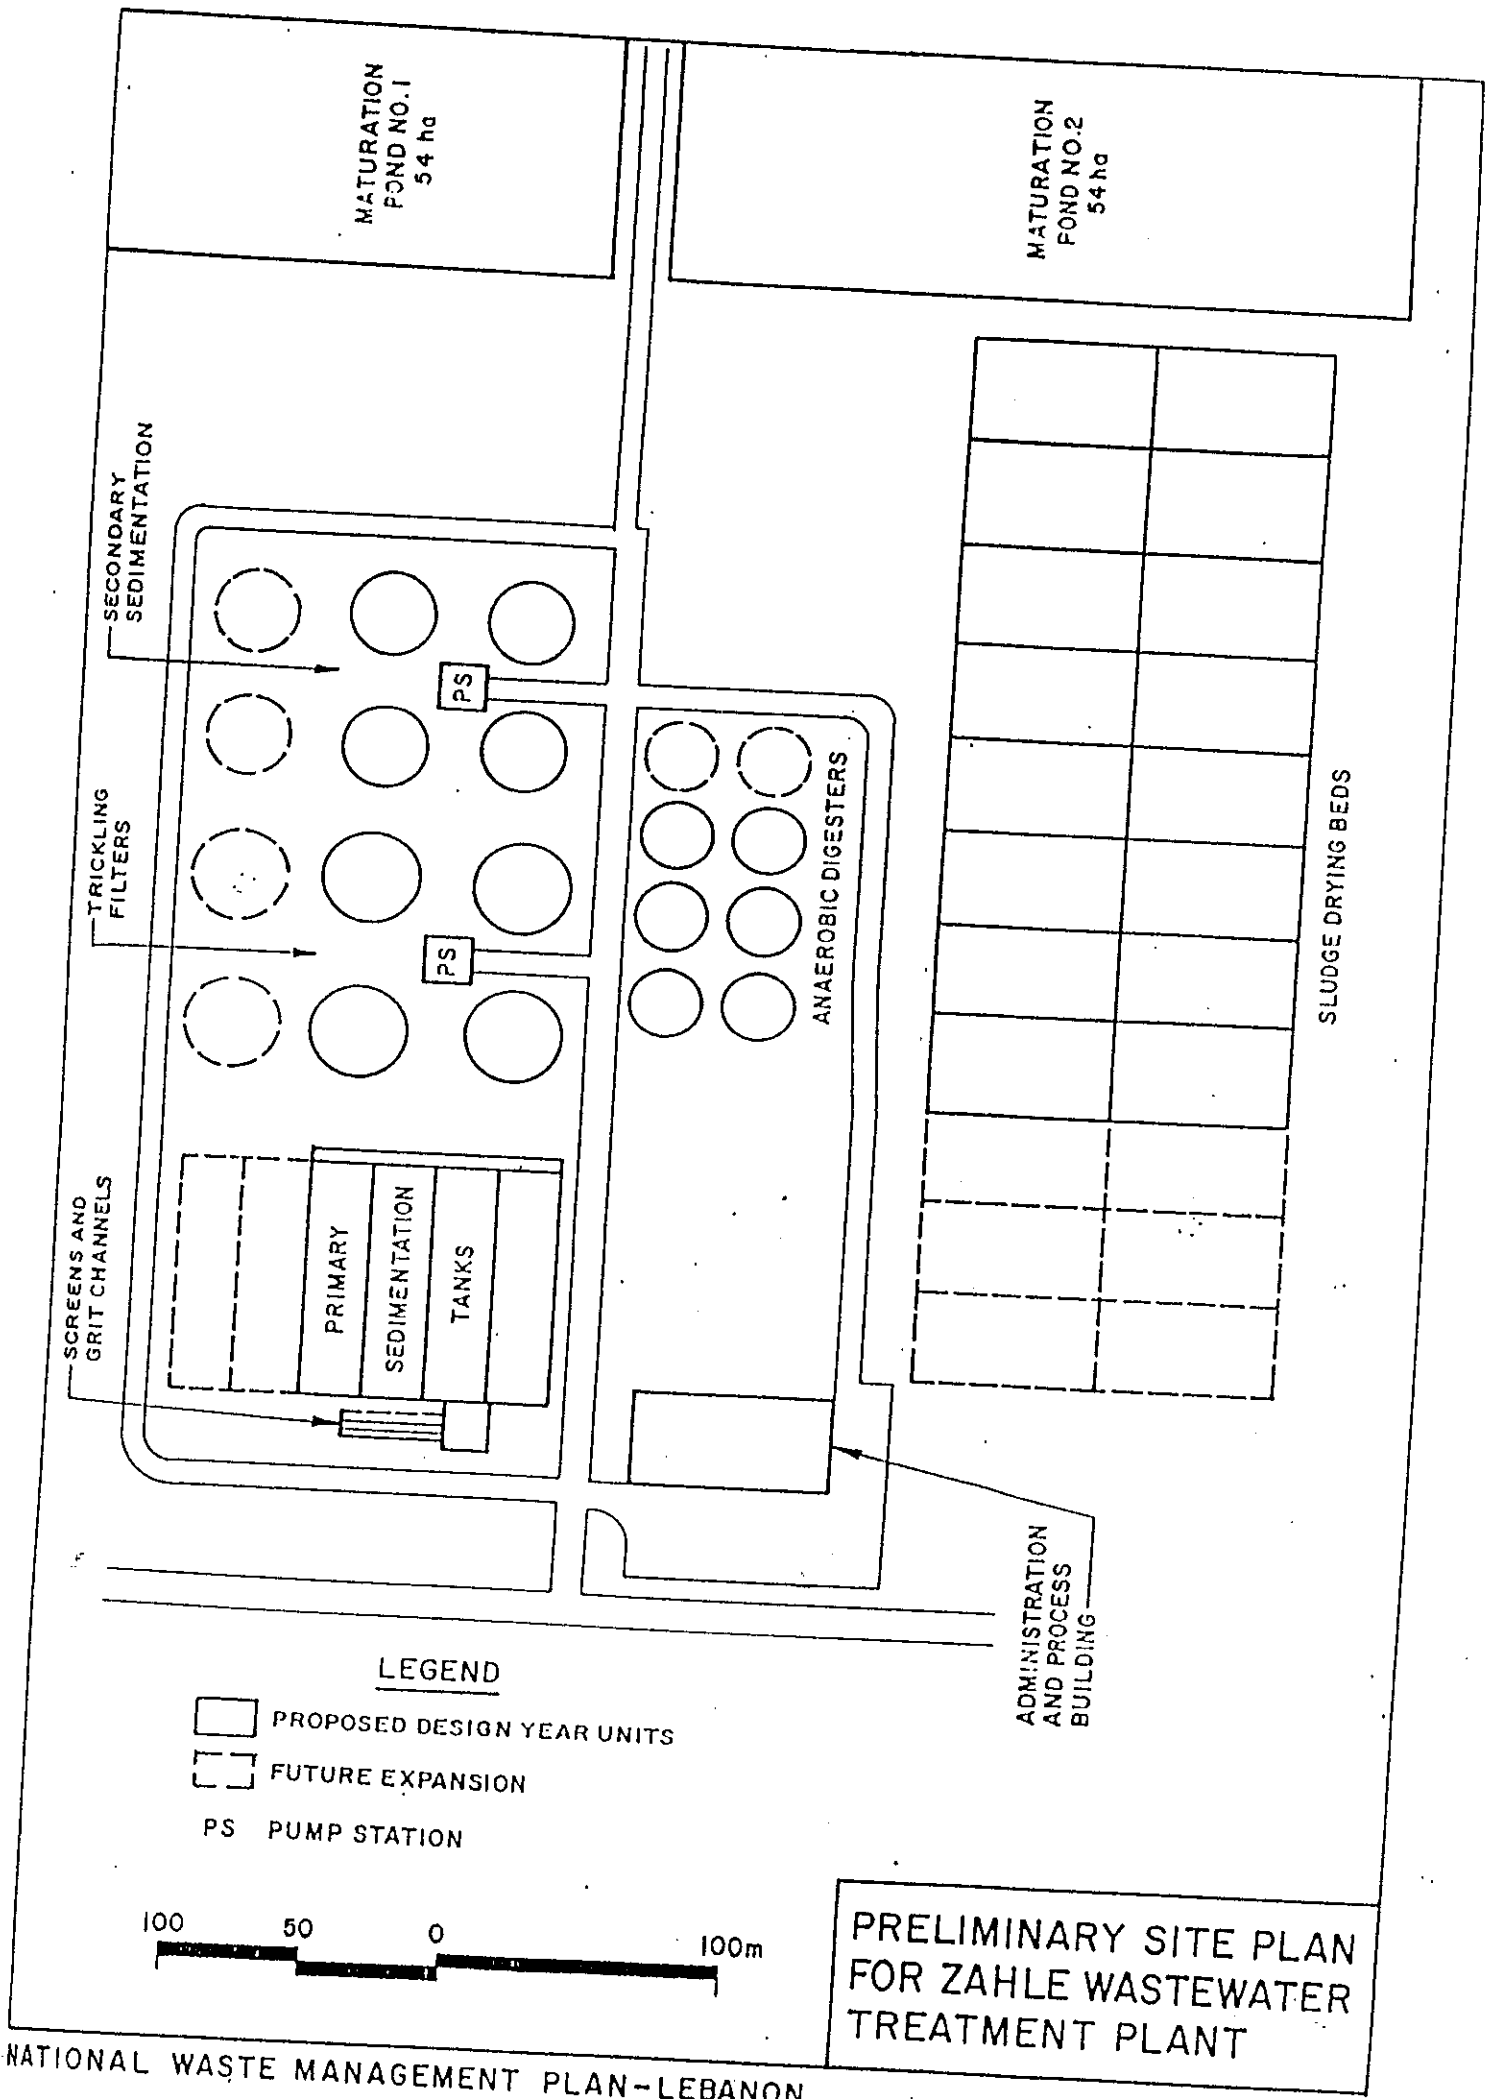 MATURATION
POND NO.1
54 ha
MATURATION
POND NO.2
54 ha
SECONDARY
SEDIMENTATION
PS
TRICKLING
FILTERS
PS
ANAEROBIC DIGESTERS
SLUDGE DRYING BEDS
SCREENS AND
GRIT CHANNELS
PRIMARY
SEDIMENTATION
TANKS
ADMINISTRATION
AND PROCESS
BUILDING
LEGEND
PROPOSED DESIGN YEAR UNITS
FUTURE EXPANSION
PS PUMP STATION
100 50 0 100m
PRELIMINARY SITE PLAN
FOR ZAHLE WASTEWATER
TREATMENT PLANT
NATIONAL WASTE MANAGEMENT PLAN-LEBANON